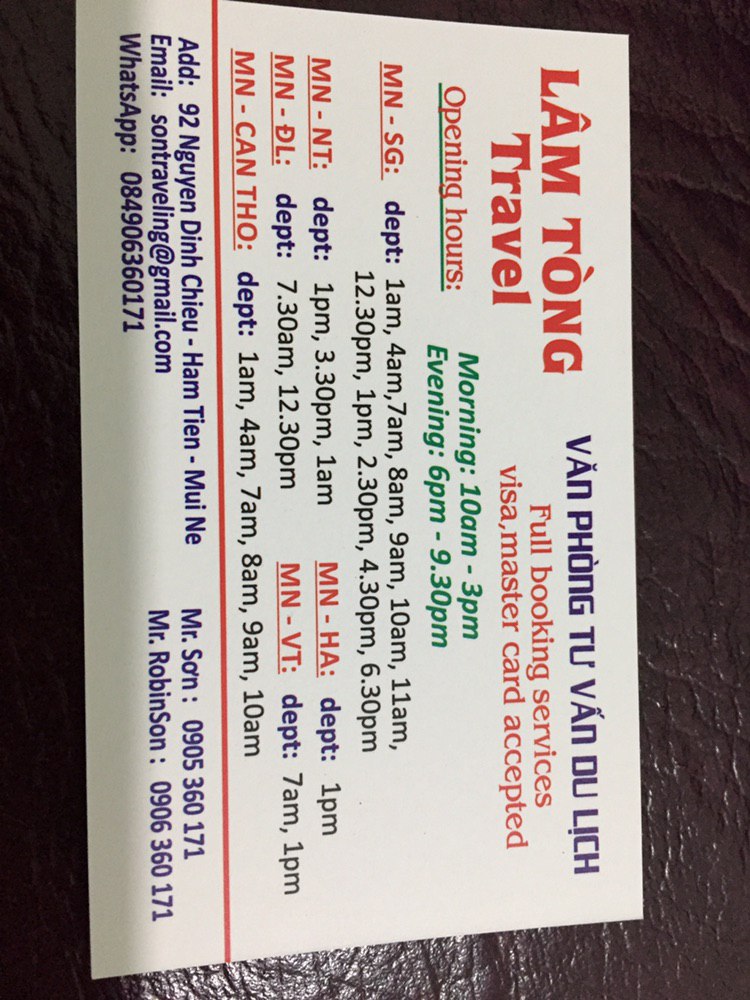 LÂM TÒNG
Travel
VĂN PHÒNG TƯ VẤN DU LỊCH
Full booking services
visa,master card accepted
Opening hours:
Morning: 10am - 3pm
Evening: 6pm - 9.30pm
MN - SG: dept: 1am, 4am,7am, 8am, 9am, 10am, 11am,
12.30pm, 1pm, 2.30pm, 4.30pm, 6.30pm
MN - NT: dept: 1pm, 3.30pm, 1am MN - HA: dept: 1pm
MN - ĐL: dept: 7.30am, 12.30pm MN - VT: dept: 7am, 1pm
MN - CAN THO: dept: 1am, 4am, 7am, 8am, 9am, 10am
Add: 92 Nguyen Dinh Chieu - Ham Tien - Mui Ne Mr. Sơn : 0905 360 171
Email: sontraveling@gmail.com Mr. RobinSon : 0906 360 171
WhatsApp: 084906360171